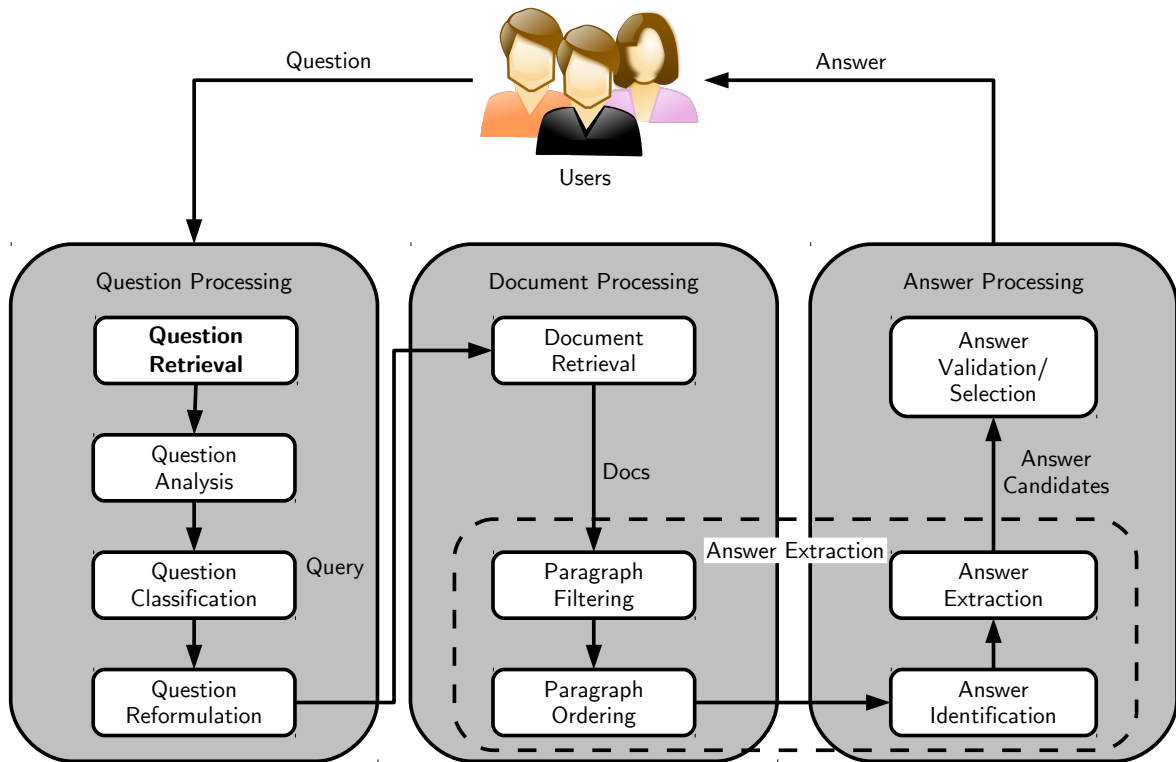 Question
Answer
Users
Question Processing
Question
Retrieval
Question
Analysis
Question
Classification
Query
Question
Reformulation
Document Processing
Document
Retrieval
Docs
Paragraph
Filtering
Paragraph
Ordering
Answer Extraction
Answer Processing
Answer
Validation/
Selection
Answer
Candidates
Answer
Extraction
Answer
Identification